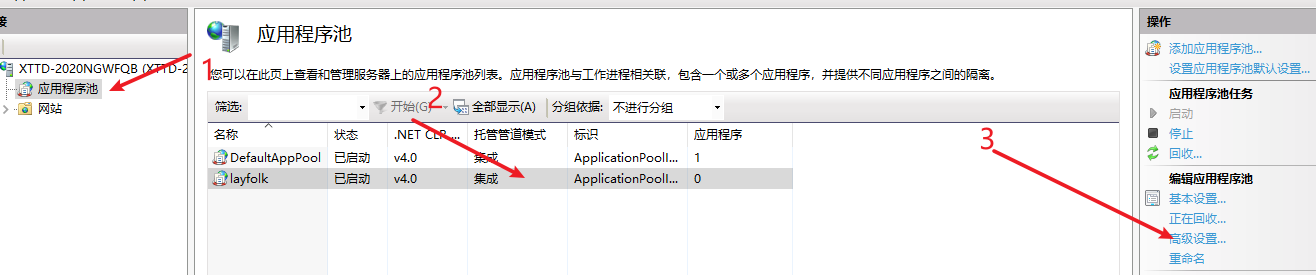 接
XTTD-2020NGWFQB (XTTD-2
应用程序池
网站
1
应用程序池
您可以在此页上查看和管理服务器上的应用程序池列表。应用程序池与工作进程相关联，包含一个或多个应用程序，并提供不同应用程序之间的隔离。
2
筛选: 开始(G) 全部显示(A) 分组依据: 不进行分组
名称 状态 .NET CLR ... 托管管道模式 标识 应用程序
DefaultAppPool 已启动 v4.0 集成 ApplicationPoolI... 1
layfolk 已启动 v4.0 集成 ApplicationPoolI... 0
3
操作
添加应用程序池...
设置应用程序池默认设置...
应用程序池任务
启动
停止
回收...
编辑应用程序池
基本设置...
正在回收...
高级设置...
重命名